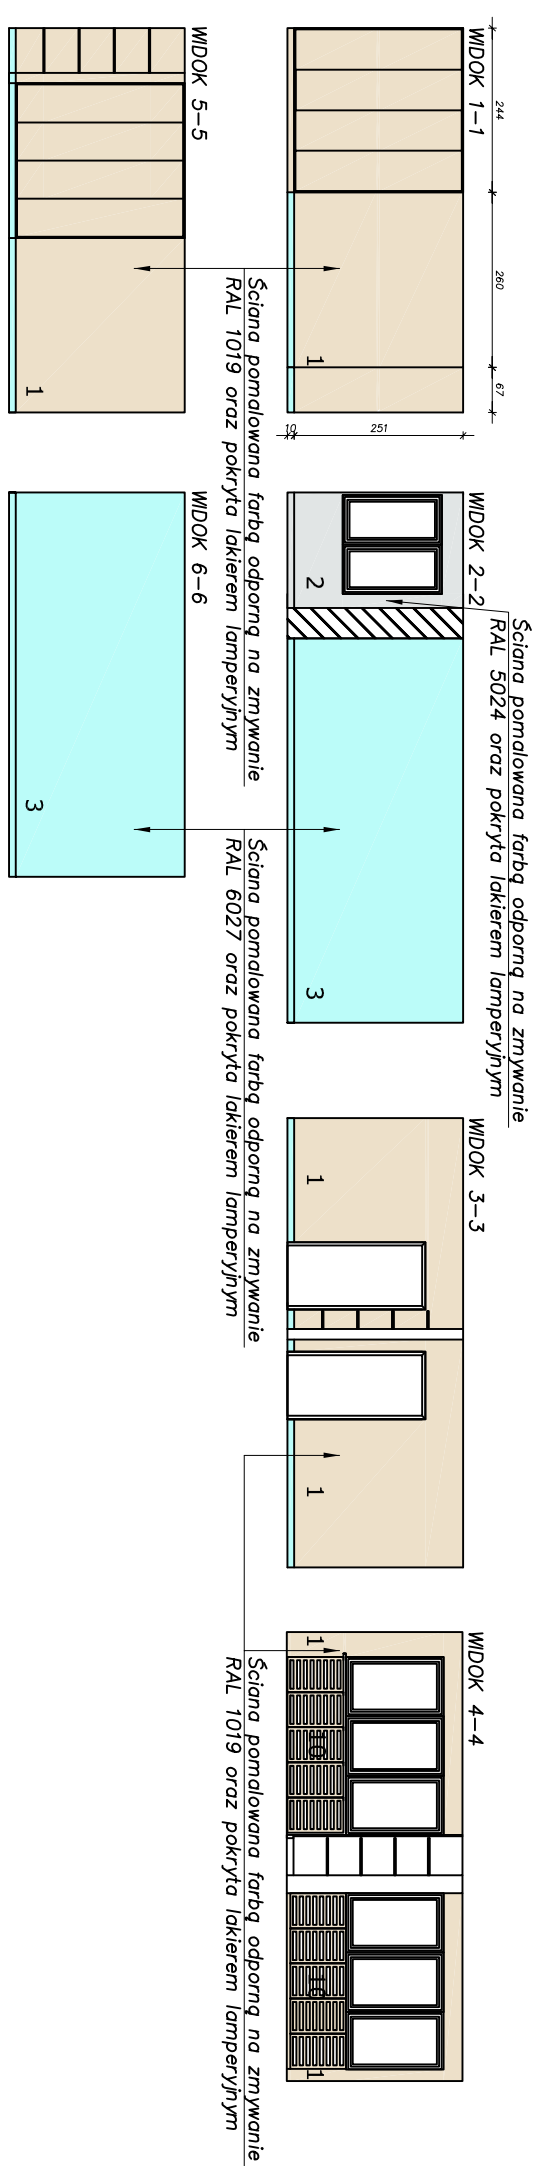 WIDOK 1-1
244
260
67
10
251
1
WIDOK 2-2
2
3
Ściana pomalowana farbą odporną na zmywanie
RAL 5024 oraz pokryta lakierem lamperyjnym
WIDOK 3-3
1
1
WIDOK 4-4
1
10
10
1
Ściana pomalowana farbą odporną na zmywanie
RAL 1019 oraz pokryta lakierem lamperyjnym
Ściana pomalowana farbą odporną na zmywanie
RAL 6027 oraz pokryta lakierem lamperyjnym
Ściana pomalowana farbą odporną na zmywanie
RAL 1019 oraz pokryta lakierem lamperyjnym
WIDOK 5-5
1
WIDOK 6-6
3